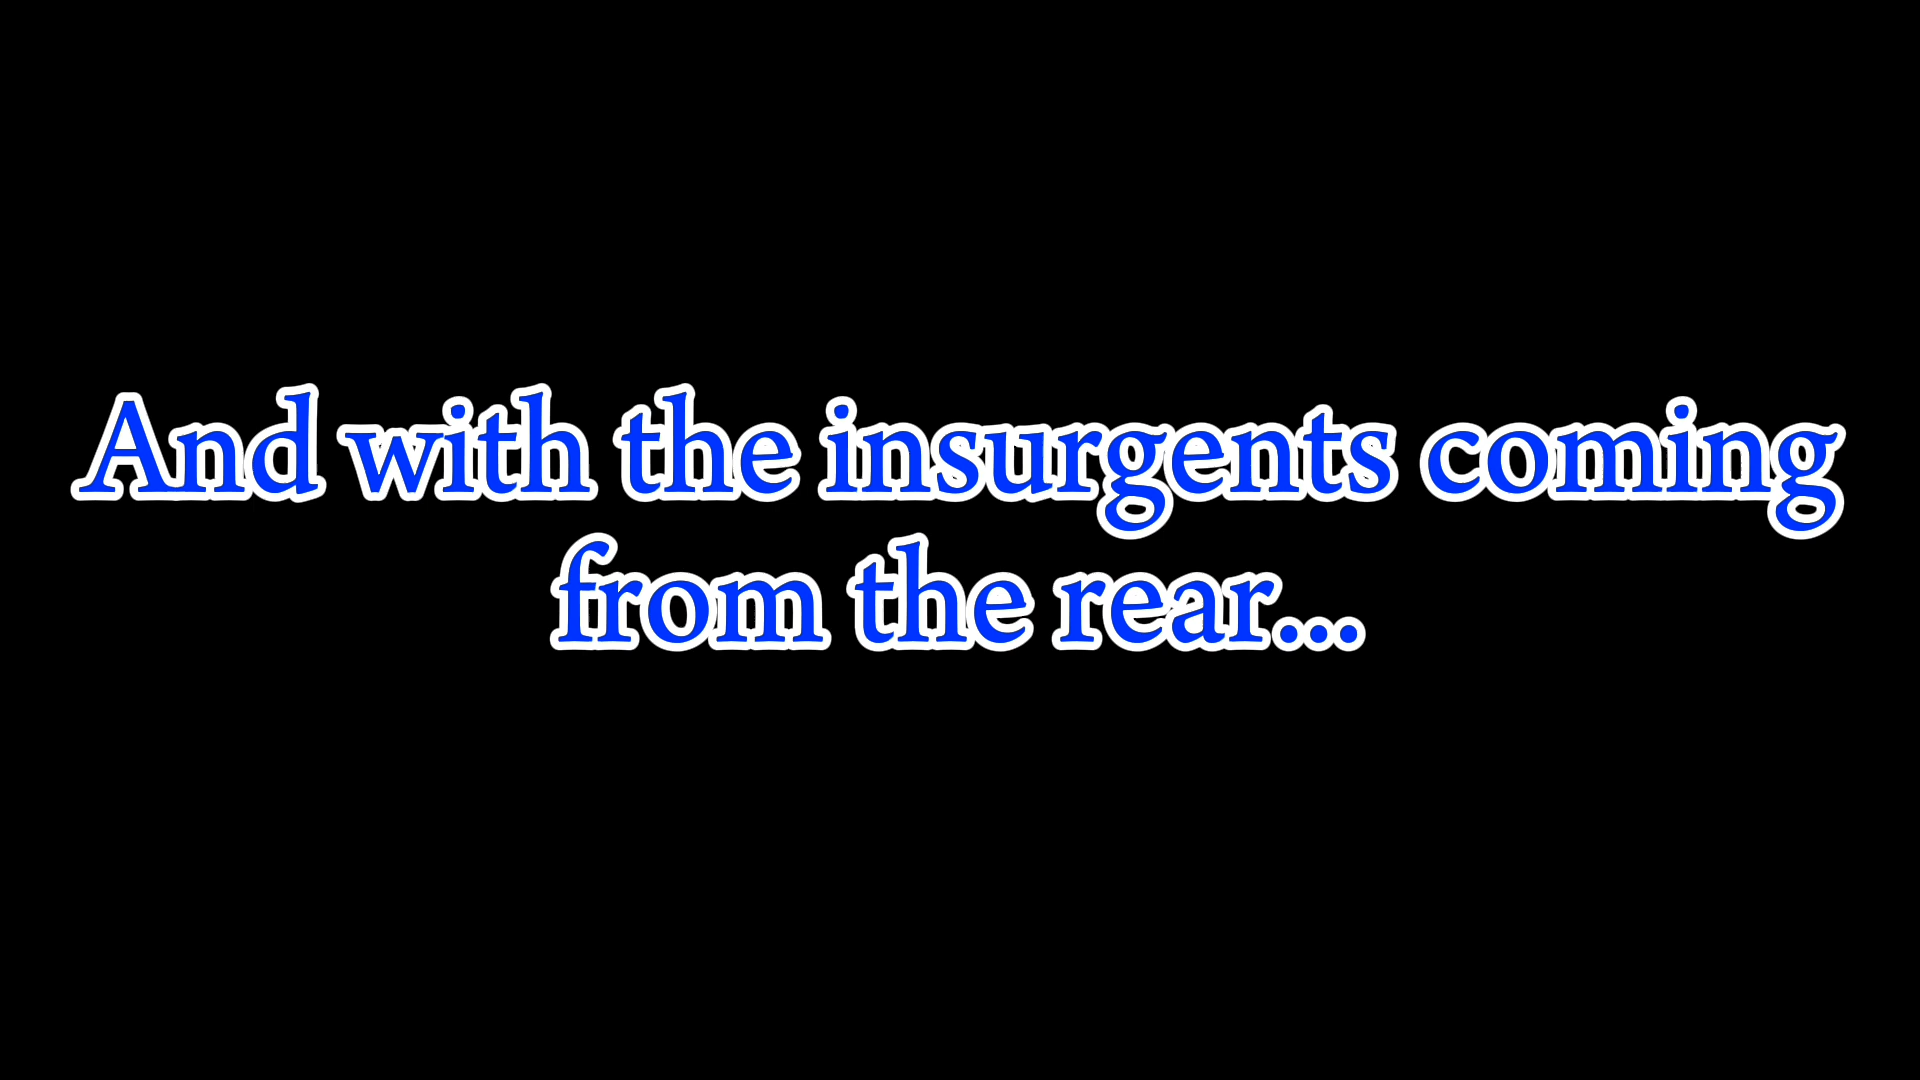 And with the insurgents coming
from the rear...